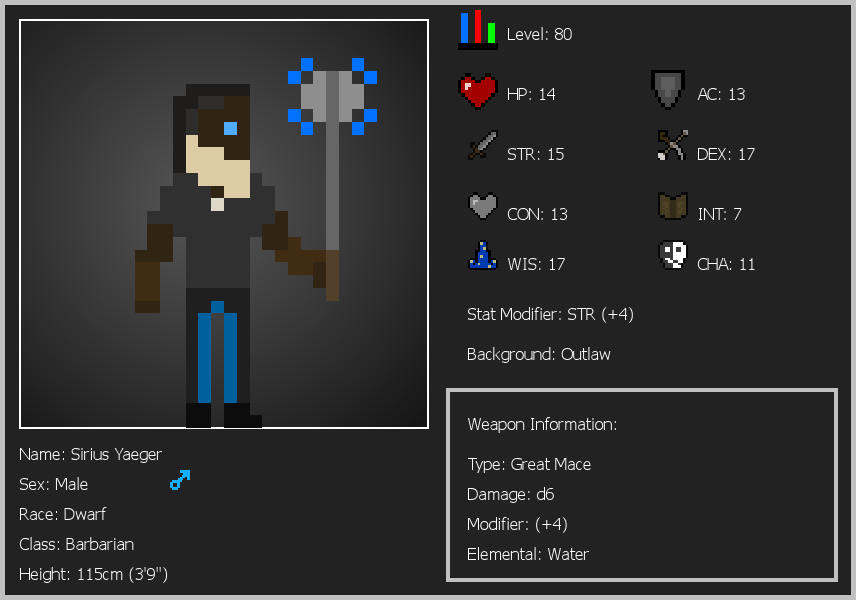 Level: 80
HP: 14
AC: 13
STR: 15
DEX: 17
CON: 13
INT: 7
WIS: 17
CHA: 11
Stat Modifier: STR (+4)
Background: Outlaw
Weapon Information:
Type: Great Mace
Damage: d6
Modifier: (+4)
Elemental: Water
Name: Sirius Yaeger
Sex: Male
Race: Dwarf
Class: Barbarian
Height: 115cm (3'9")